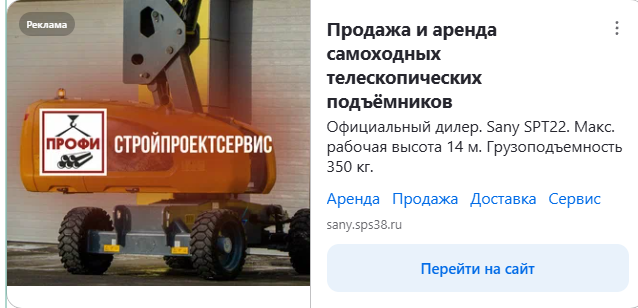 Реклама
ПРОФИ
СТРОЙПРОЕКТСЕРВИС
Продажа и аренда
самоходных
телескопических
подъёмников
Официальный дилер. Sany SPT22. Макс.
рабочая высота 14 м. Грузоподъемность
350 кг.
Аренда Продажа Доставка Сервис
sany.sps38.ru
Перейти на сайт